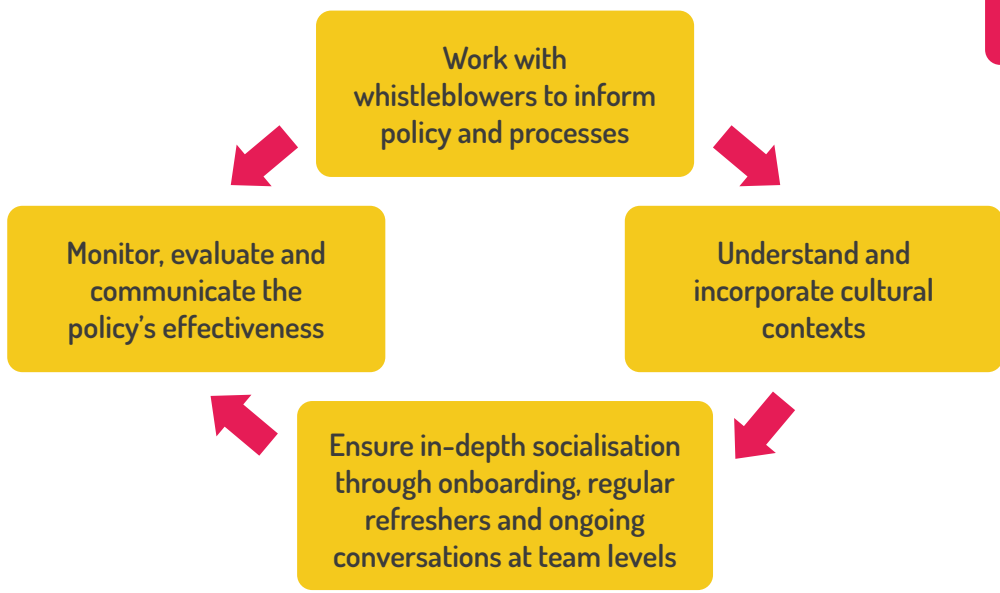 Work with
whistleblowers to inform
policy and processes
Monitor, evaluate and
communicate the
policy's effectiveness
Understand and
incorporate cultural
contexts
Ensure in-depth socialisation
through onboarding, regular
refreshers and ongoing
conversations at team levels